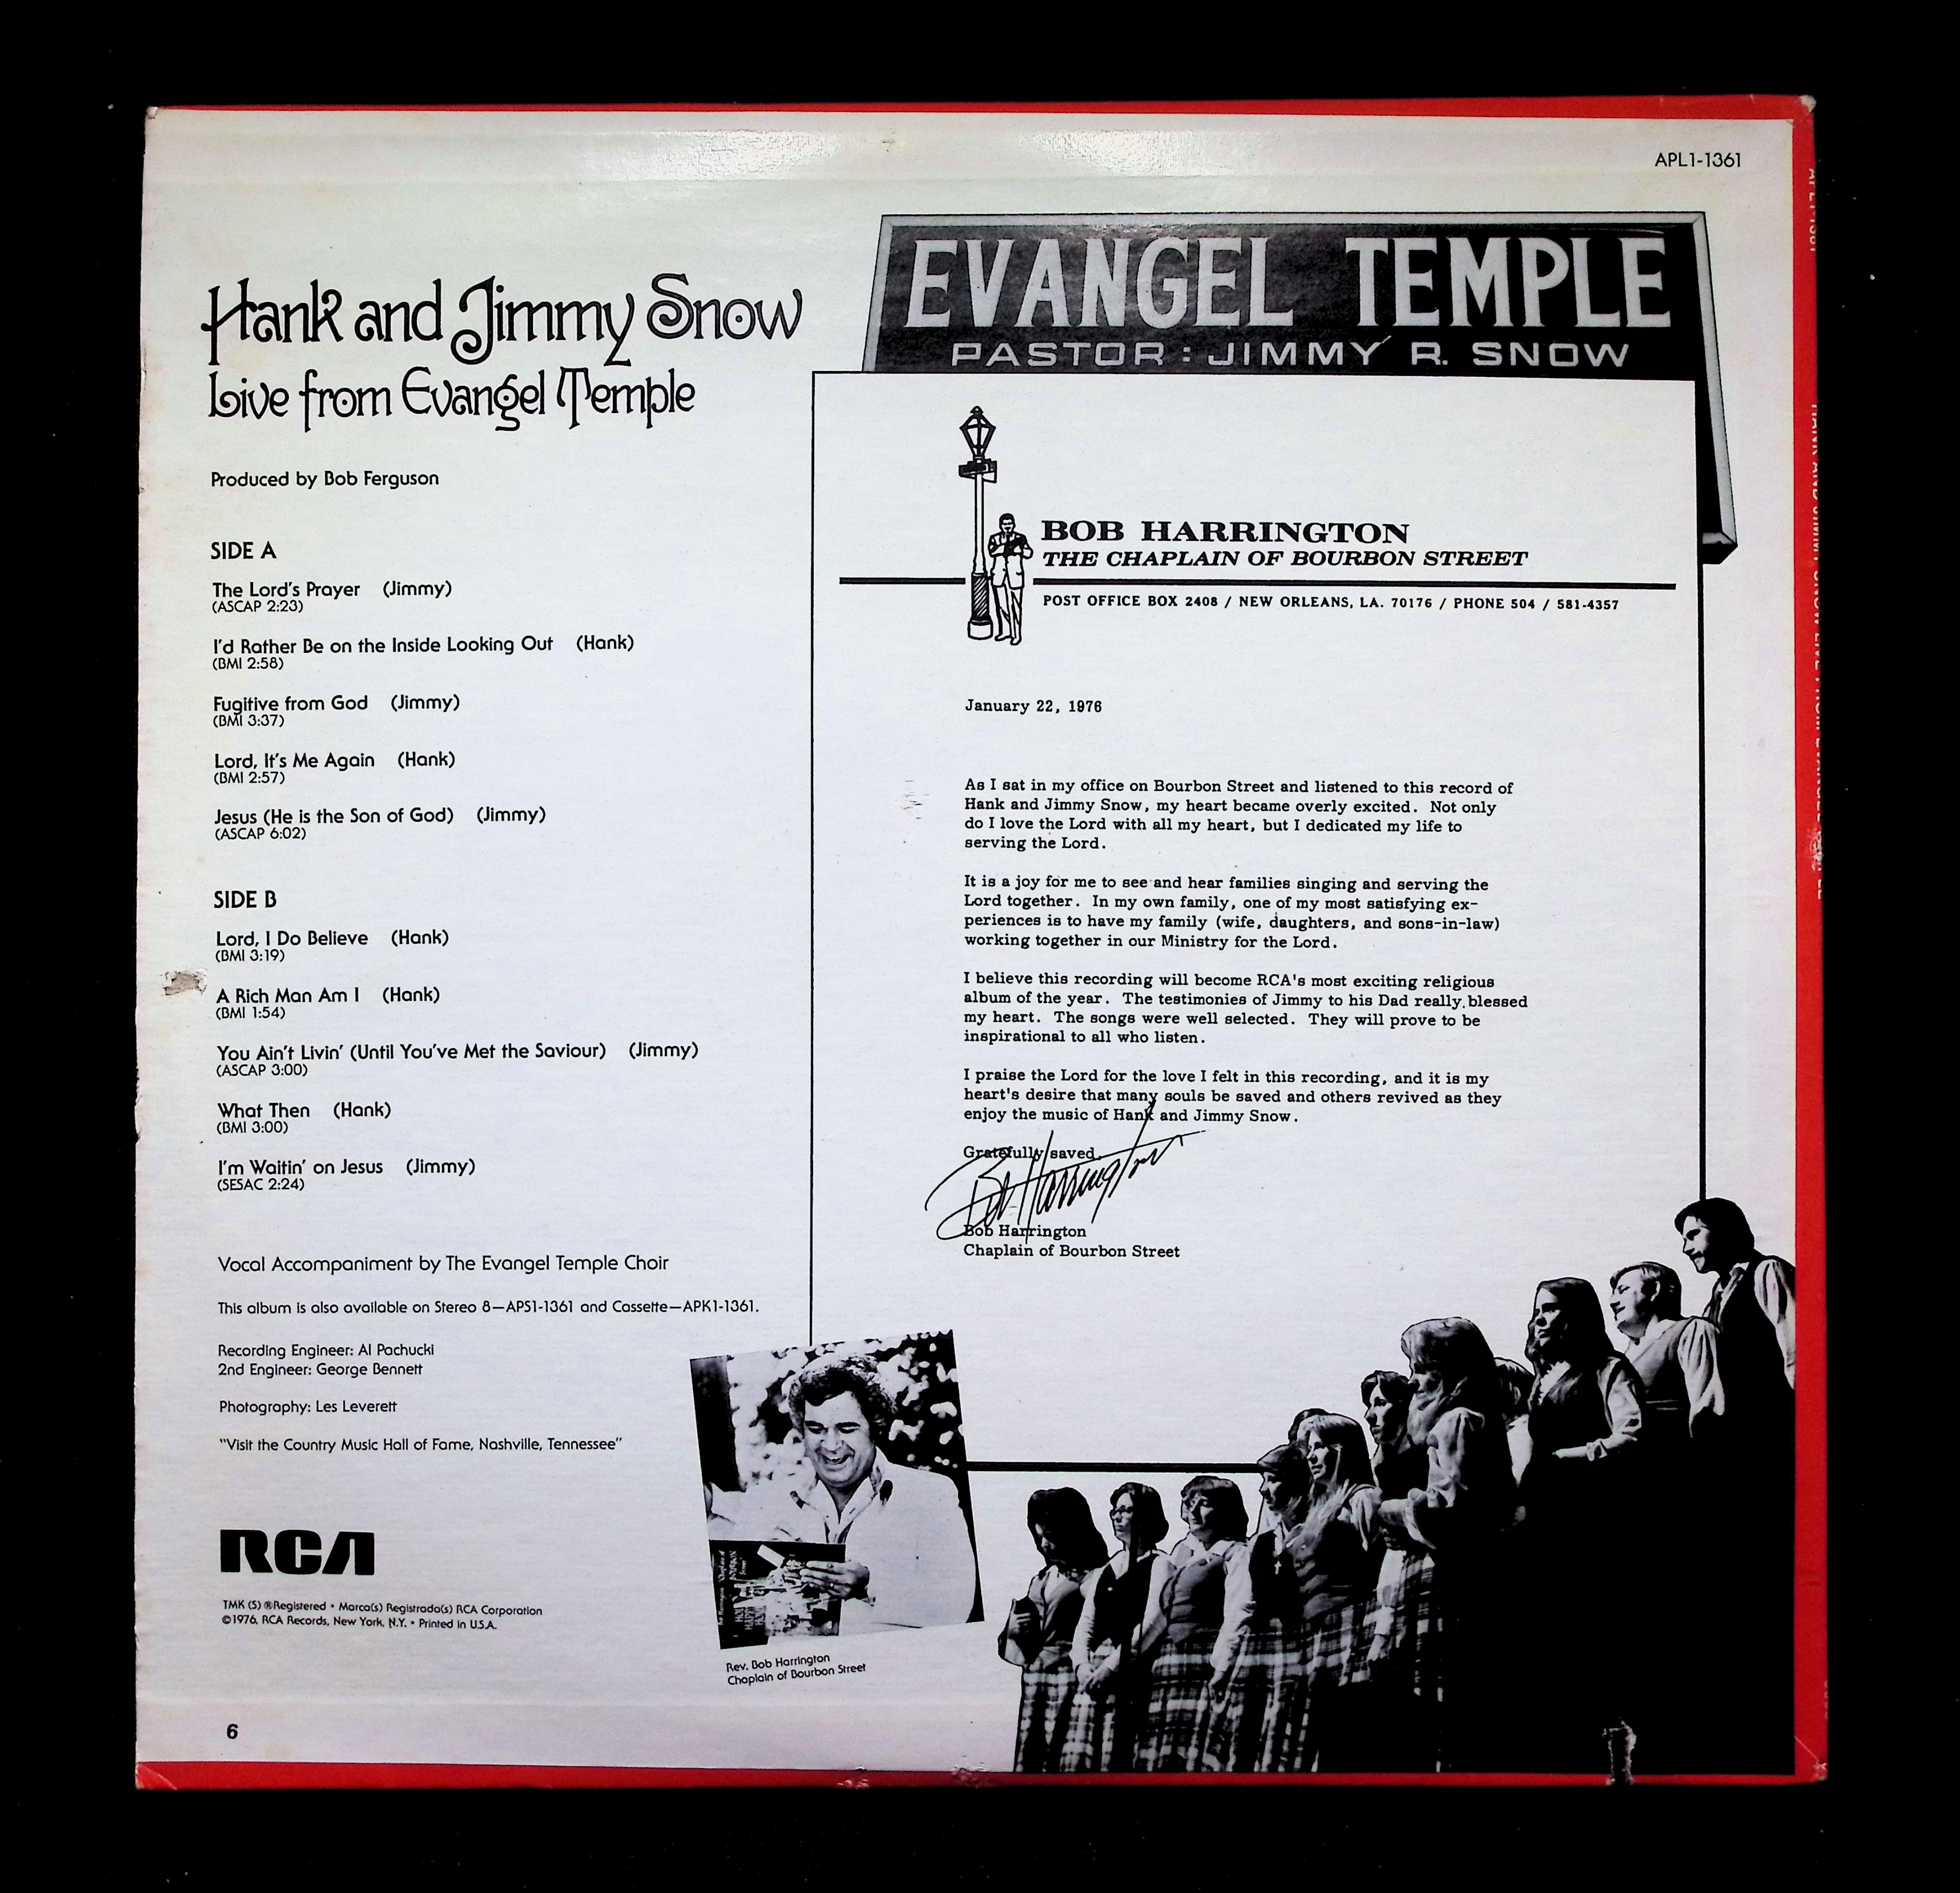 APL1-1361
Hank and Jimmy Snow
Live from Evangel Temple
Produced by Bob Ferguson
SIDE A
The Lord's Prayer (Jimmy)
(ASCAP 2:23)
I'd Rather Be on the Inside Looking Out (Hank)
(BMI 2:58)
Fugitive from God (Jimmy)
(BMI 3:37)
Lord, It's Me Again (Hank)
(BMI 2:57)
Jesus (He is the Son of God) (Jimmy)
(ASCAP 6:02)
SIDE B
Lord, I Do Believe (Hank)
(BMI 3:19)
A Rich Man Am I (Hank)
(BMI 1:54)
You Ain't Livin' (Until You've Met the Saviour) (Jimmy)
(ASCAP 3:00)
What Then (Hank)
(BMI 3:00)
I'm Waitin' on Jesus (Jimmy)
(SESAC 2:24)
Vocal Accompaniment by The Evangel Temple Choir
This album is also available on Stereo 8—APS1-1361 and Cassette—APK1-1361.
Recording Engineer: Al Pachucki
2nd Engineer: George Bennett
Photography: Les Leverett
"Visit the Country Music Hall of Fame, Nashville, Tennessee"
RCA
TMK (S) ® Registered • Marca(s) Registrada(s) RCA Corporation
© 1976, RCA Records, New York, N.Y. • Printed in U.S.A.
6
EVANGEL TEMPLE
PASTOR: JIMMY R. SNOW
BOB HARRINGTON
THE CHAPLAIN OF BOURBON STREET
POST OFFICE BOX 2408 / NEW ORLEANS, LA. 70176 / PHONE 504 / 581-4357
January 22, 1976
As I sat in my office on Bourbon Street and listened to this record of
Hank and Jimmy Snow, my heart became overly excited. Not only
do I love the Lord with all my heart, but I dedicated my life to
serving the Lord.
It is a joy for me to see and hear families singing and serving the
Lord together. In my own family, one of my most satisfying ex-
periences is to have my family (wife, daughters, and sons-in-law)
working together in our Ministry for the Lord.
I believe this recording will become RCA's most exciting religious
album of the year. The testimonies of Jimmy to his Dad really blessed
my heart. The songs were well selected. They will prove to be
inspirational to all who listen.
I praise the Lord for the love I felt in this recording, and it is my
heart's desire that many souls be saved and others revived as they
enjoy the music of Hank and Jimmy Snow.
Gratefully saved,
Bob Harrington
Bob Harrington
Chaplain of Bourbon Street
Rev. Bob Harrington
Chaplain of Bourbon Street